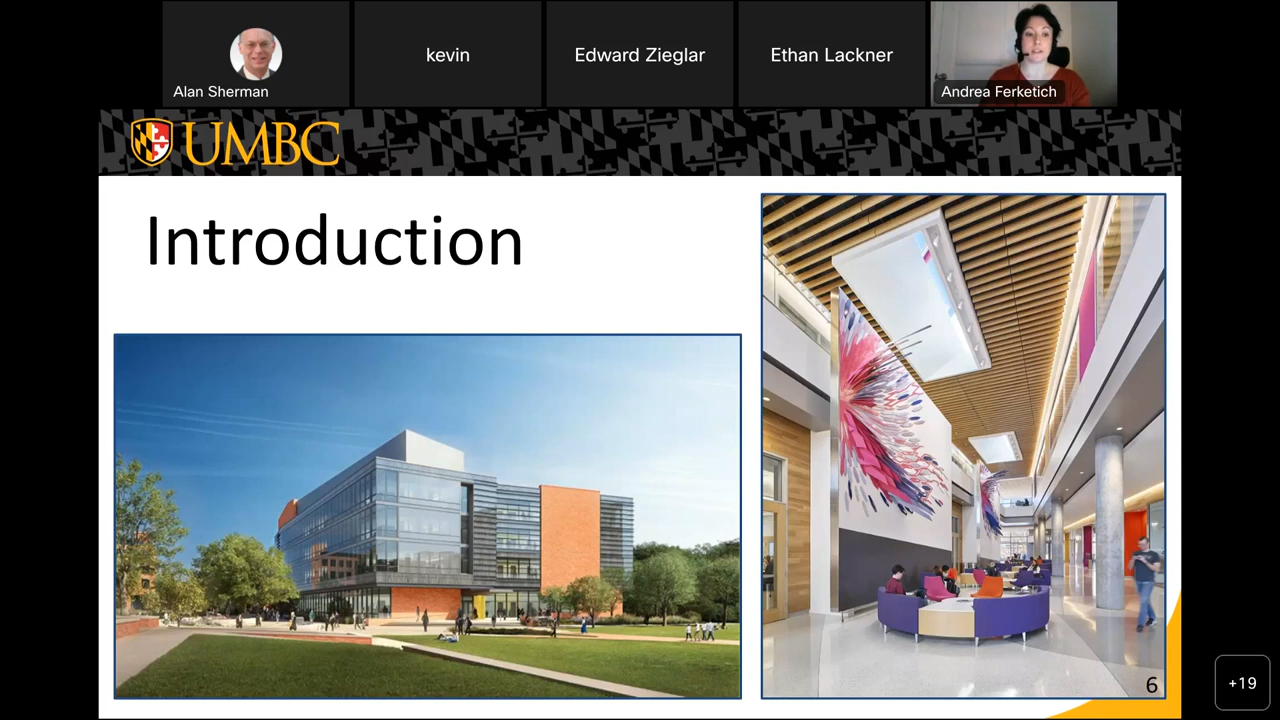 Alan Sherman
kevin
Edward Zieglar
Ethan Lackner
Andrea Ferketich
UMBC
Introduction
6
+19